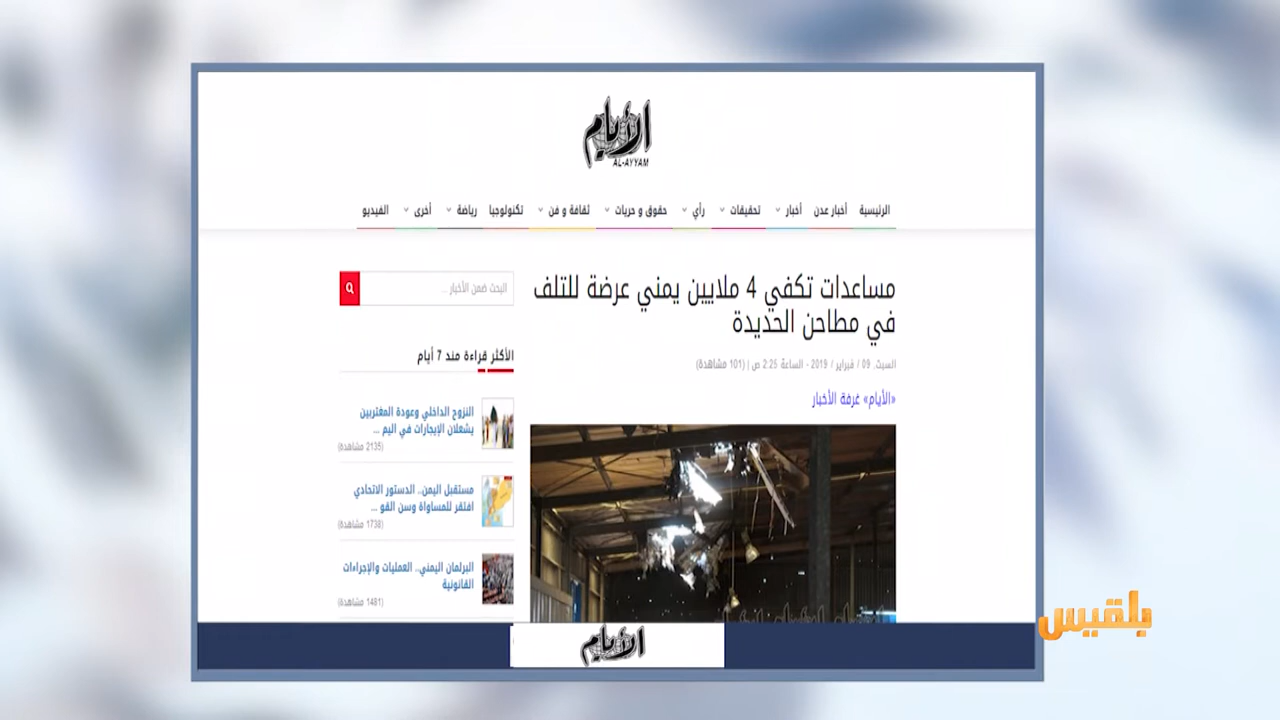 الأيام
AL-AYYAM
الرئيسية أخبار عدن أخبار تحقيقات رأي حقوق و حريات ثقافة و فن تكنولوجيا رياضة أخرى الفيديو
مساعدات تكفي 4 ملايين يمني عرضة للتلف
في مطاحن الحديدة
السبت, 09 / فبراير / 2019 - الساعة 2:25 ص | (101 مشاهدة)
«الأيام» غرفة الأخبار
البحث ضمن الأخبار ..
الأكثر قراءة منذ 7 أيام
النزوح الداخلي وعودة المغتربين
يشعلان الإيجارات في اليم ...
(2135 مشاهدة)
مستقبل اليمن.. الدستور الاتحادي
افتقر للمساواة وسن القو ...
(1738 مشاهدة)
البرلمان اليمني.. العمليات والإجراءات
القانونية
(1481 مشاهدة)
الأيام
بلقيس